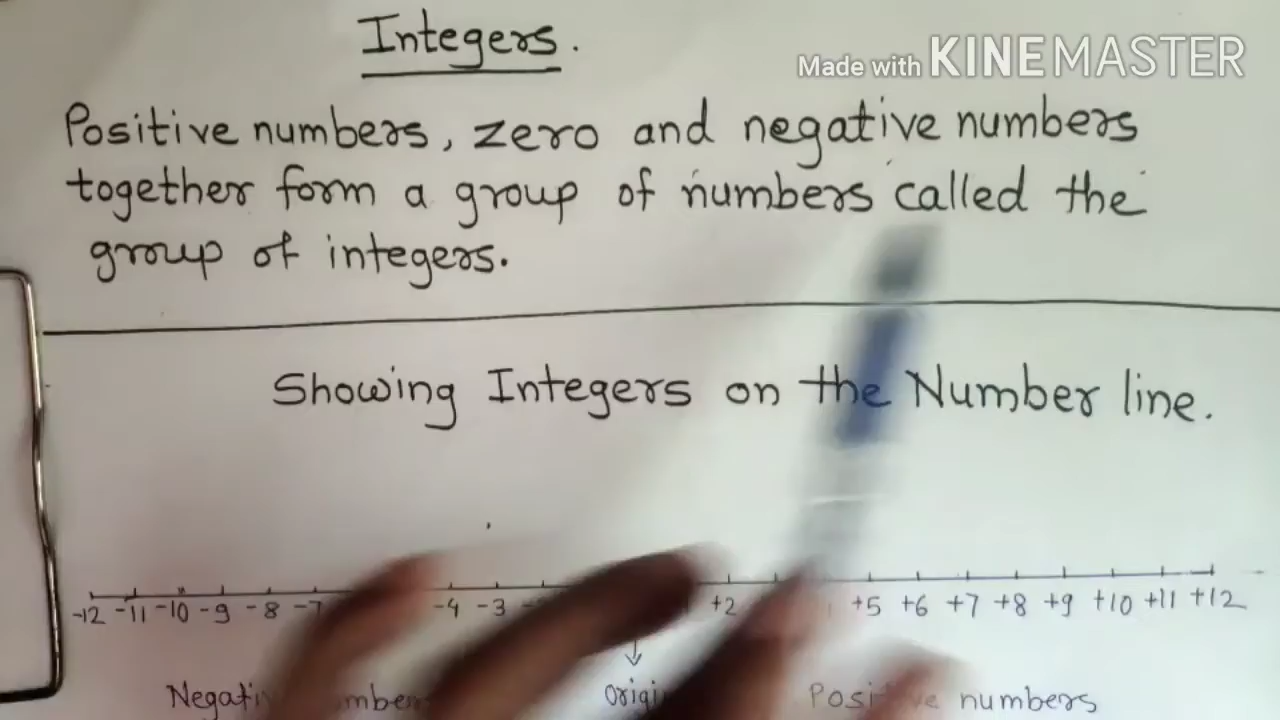 Integers.
Made with KINEMASTER
Positive numbers, zero and negative numbers
together form a group of numbers called the
group of integers.
Showing Integers on the Number line.
-12 -11 -10 -9 -8 -7 -4 -3 +2 +5 +6 +7 +8 +9 +10 +11 +12
numbers